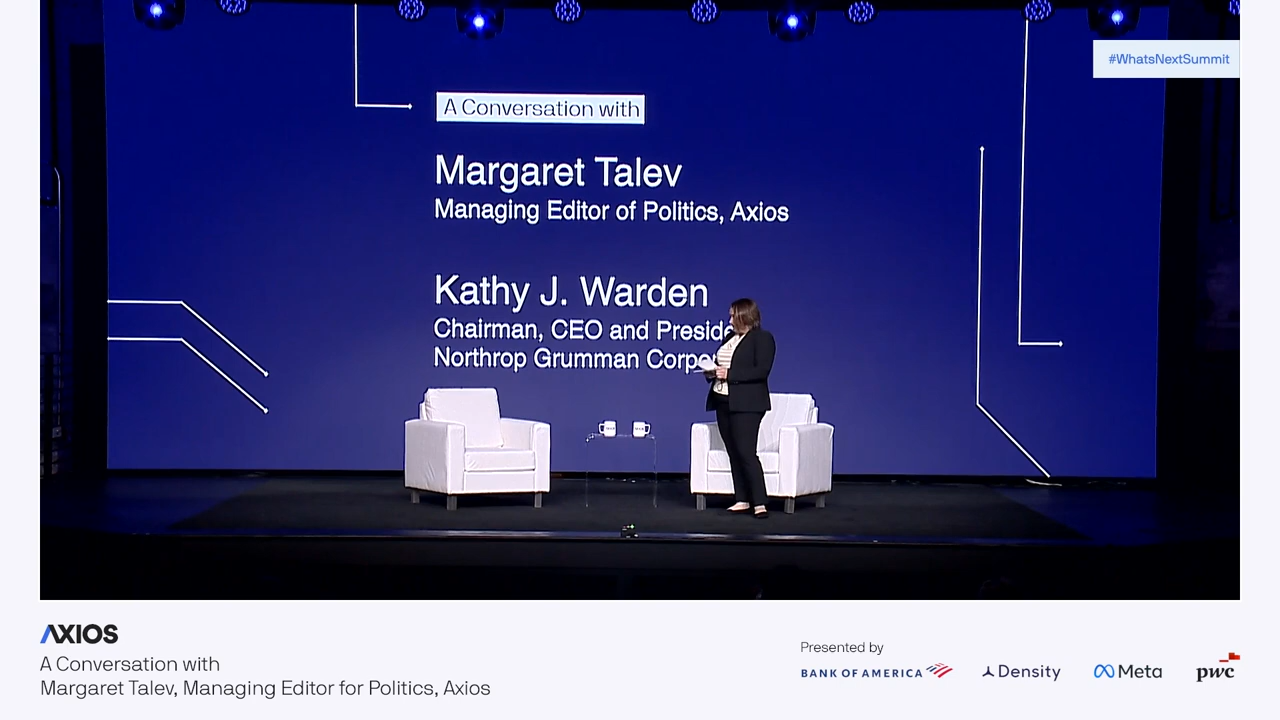 #WhatsNextSummit
A Conversation with
Margaret Talev
Managing Editor of Politics, Axios
Kathy J. Warden
Chairman, CEO and Preside
Northrop Grumman Corpo
AXIOS
A Conversation with
Margaret Talev, Managing Editor for Politics, Axios
Presented by
BANK OF AMERICA
Density
Meta
pwc